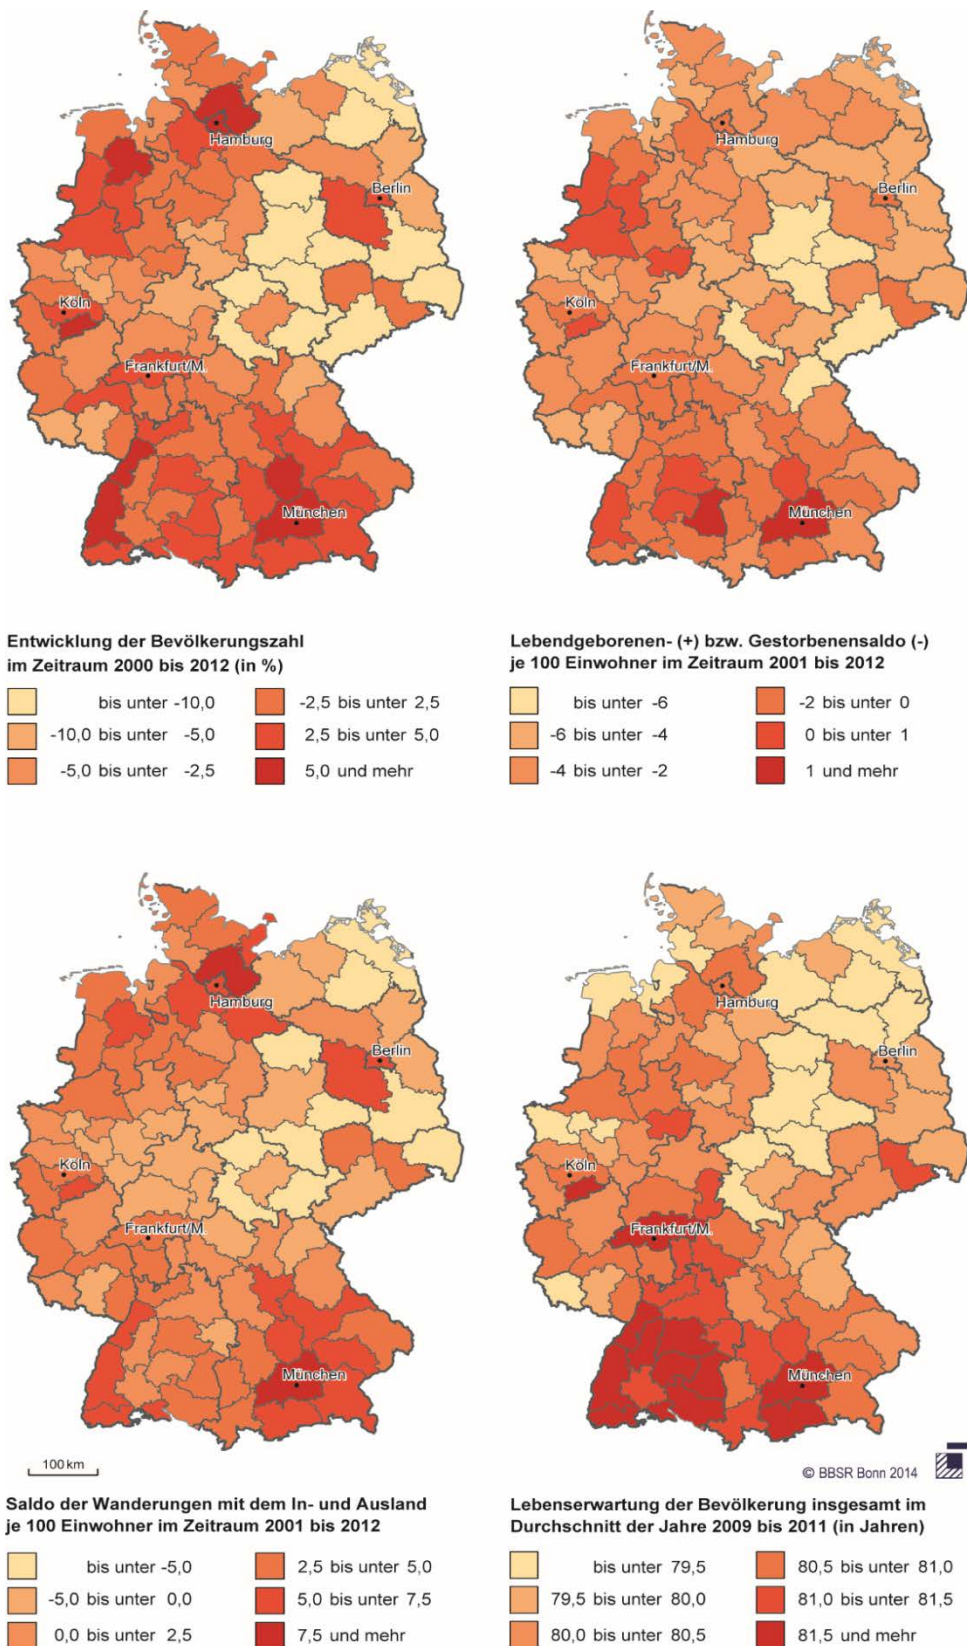 Hamburg
Berlin
Köln
Frankfurt/M.
München
Hamburg
Berlin
Köln
Frankfurt/M.
München
Entwicklung der Bevölkerungszahl
im Zeitraum 2000 bis 2012 (in %)
bis unter -10,0
-10,0 bis unter -5,0
-5,0 bis unter -2,5
-2,5 bis unter 2,5
2,5 bis unter 5,0
5,0 und mehr
Lebendgeborenen- (+) bzw. Gestorbenensaldo (-)
je 100 Einwohner im Zeitraum 2001 bis 2012
bis unter -6
-6 bis unter -4
-4 bis unter -2
-2 bis unter 0
0 bis unter 1
1 und mehr
Hamburg
Berlin
Köln
Frankfurt/M.
München
100 km
Hamburg
Berlin
Köln
Frankfurt/M.
München
© BBSR Bonn 2014
Saldo der Wanderungen mit dem In- und Ausland
je 100 Einwohner im Zeitraum 2001 bis 2012
bis unter -5,0
-5,0 bis unter 0,0
0,0 bis unter 2,5
2,5 bis unter 5,0
5,0 bis unter 7,5
7,5 und mehr
Lebenserwartung der Bevölkerung insgesamt im
Durchschnitt der Jahre 2009 bis 2011 (in Jahren)
bis unter 79,5
79,5 bis unter 80,0
80,0 bis unter 80,5
80,5 bis unter 81,0
81,0 bis unter 81,5
81,5 und mehr